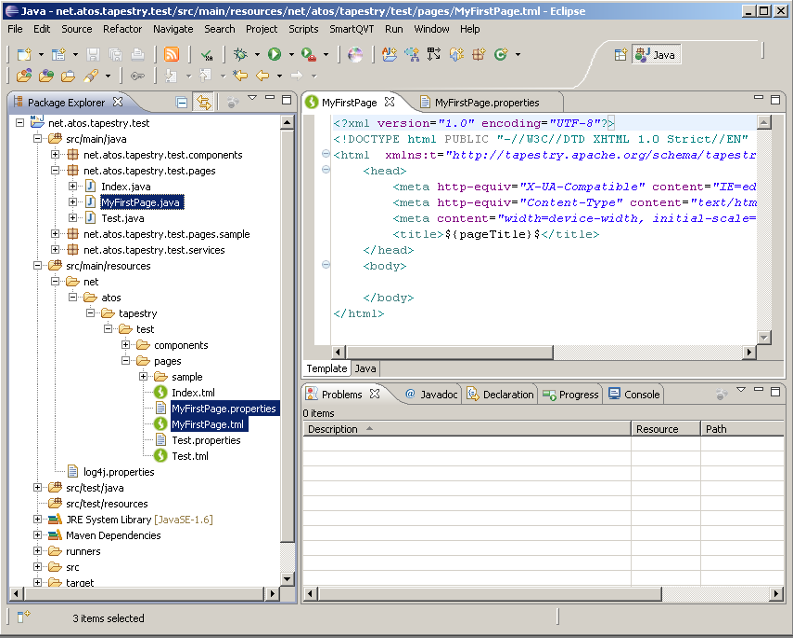 Java - net.atos.tapestry.test/src/main/resources/net/atos/tapestry/test/pages/MyFirstPage.tml - Eclipse
File Edit Source Refactor Navigate Search Project Scripts SmartQVT Run Window Help
Java
Package Explorer
net.atos.tapestry.test
src/main/java
net.atos.tapestry.test.components
net.atos.tapestry.test.pages
Index.java
MyFirstPage.java
Test.java
net.atos.tapestry.test.pages.sample
net.atos.tapestry.test.services
src/main/resources
net
atos
tapestry
test
components
pages
sample
Index.tml
MyFirstPage.properties
MyFirstPage.tml
Test.properties
Test.tml
log4j.properties
src/test/java
src/test/resources
JRE System Library [JavaSE-1.6]
Maven Dependencies
runners
src
target
MyFirstPage MyFirstPage.properties
<?xml version="1.0" encoding="UTF-8"?>
<!DOCTYPE html PUBLIC "-//W3C//DTD XHTML 1.0 Strict//EN"
<html xmlns:t="http://tapestry.apache.org/schema/tapestr
<head>
<meta http-equiv="X-UA-Compatible" content="IE=ed
<meta http-equiv="Content-Type" content="text/htm
<meta content="width=device-width, initial-scale=
<title>${pageTitle}$</title>
</head>
<body>
</body>
</html>
Template Java
Problems Javadoc Declaration Progress Console
0 items
Description Resource Path
3 items selected